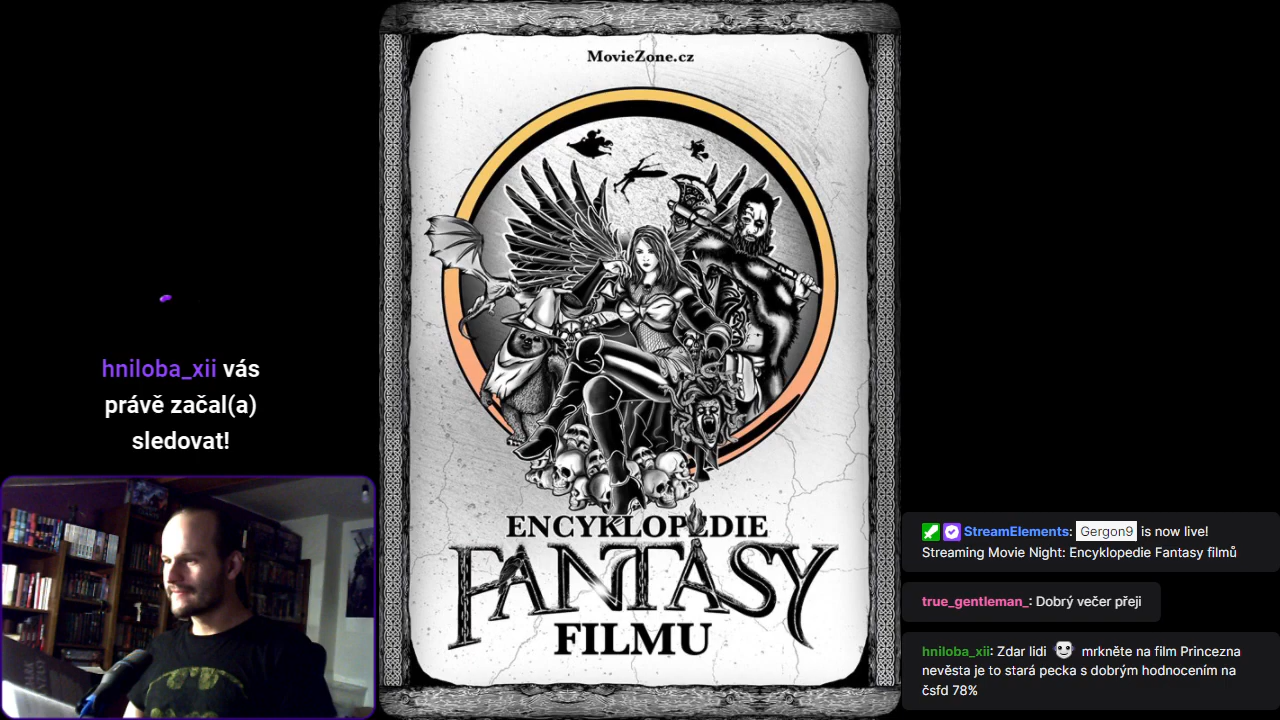 MovieZone.cz
ENCYKLOPEDIE
FANTASY
FILMU
hniloba_xii vás
právě začal(a)
sledovat!
StreamElements: Gergon9 is now live!
Streaming Movie Night: Encyklopedie Fantasy filmů
true_gentleman_: Dobrý večer přeji
hniloba_xii: Zdar lidi mrkněte na film Princezna
nevěsta je to stará pecka s dobrým hodnocením na
čsfd 78%